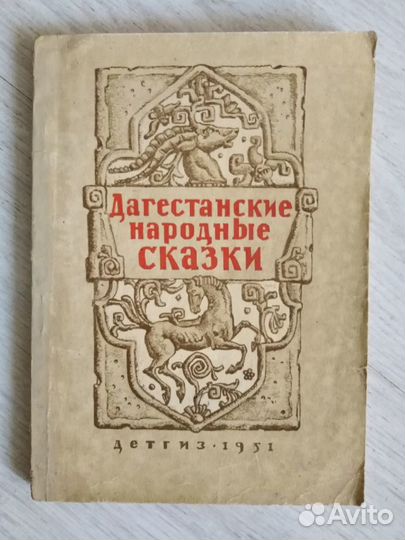 Дагестанские
народные
сказки
ДЕТГИЗ·1951
Avito